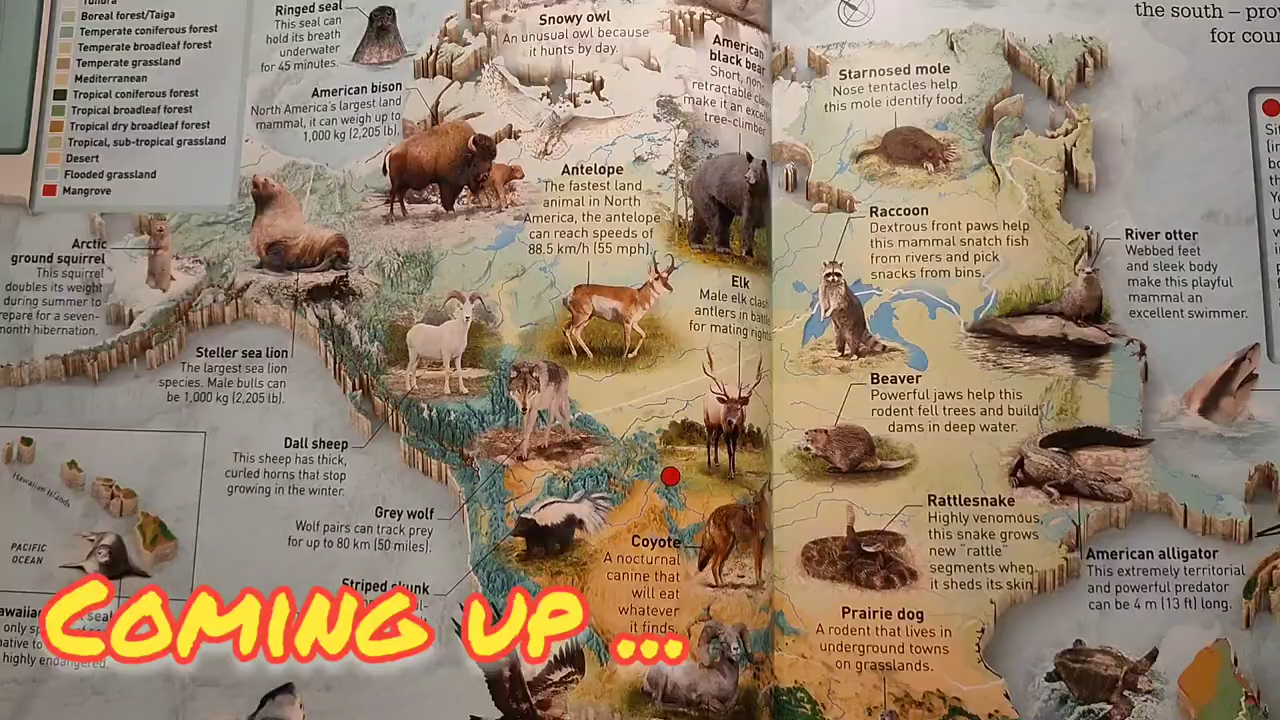 Tundra
Boreal forest/Taiga
Temperate coniferous forest
Temperate broadleaf forest
Temperate grassland
Mediterranean
Tropical coniferous forest
Tropical broadleaf forest
Tropical dry broadleaf forest
Tropical, sub-tropical grassland
Desert
Flooded grassland
Mangrove
Ringed seal
This seal can
hold its breath
underwater
for 45 minutes.
Snowy owl
An unusual owl because
it hunts by day.
American
black bear
Short, non-
retractable
make it an
tree-climber
Starnosed mole
Nose tentacles help
this mole identify food.
the south –
for
American bison
North America's largest land
mammal, it can weigh up to
1,000 kg (2,205 lb).
Antelope
The fastest land
animal in North
America, the antelope
can reach speeds of
88.5 km/h (55 mph).
Raccoon
Dextrous front paws help
this mammal snatch fish
from rivers and pick
snacks from bins.
River otter
Webbed feet
and sleek body
make this playful
mammal an
excellent swimmer.
Arctic
ground squirrel
This squirrel
doubles its weight
during summer to
for a seven-
month hibernation.
Elk
Male elk clash
antlers in battle
for mating rights
Steller sea lion
The largest sea lion
species. Male bulls can
be 1,000 kg (2,205 lb).
Beaver
Powerful jaws help this
rodent fell trees and build
dams in deep water.
Dall sheep
This sheep has thick,
curled horns that stop
growing in the winter.
Hawaiian Islands
PACIFIC
OCEAN
Grey wolf
Wolf pairs can track prey
for up to 80 km (50 miles).
Rattlesnake
Highly venomous,
this snake grows
new "rattle"
segments when
it sheds its skin.
Coyote
A nocturnal
canine that
will eat
whatever
it finds.
American alligator
This extremely territorial
and powerful predator
can be 4 m (13 ft) long.
Striped skunk
Prairie dog
A rodent that lives in
underground towns
on grasslands.
seal
only
to
highly endangered,
Coming up ...